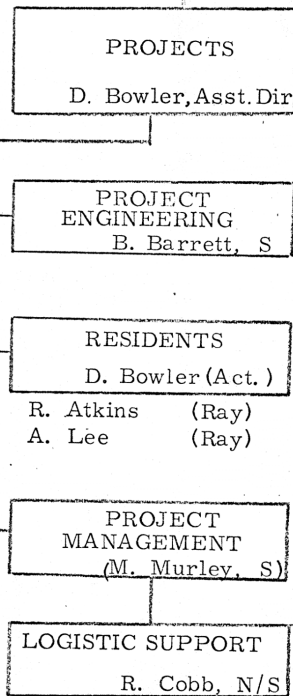 PROJECTS
D. Bowler, Asst. Dir
PROJECT
ENGINEERING
B. Barrett, S
RESIDENTS
D. Bowler (Act.)
R. Atkins (Ray)
A. Lee (Ray)
PROJECT
MANAGEMENT
(M. Murley, S)
LOGISTIC SUPPORT
R. Cobb, N/S